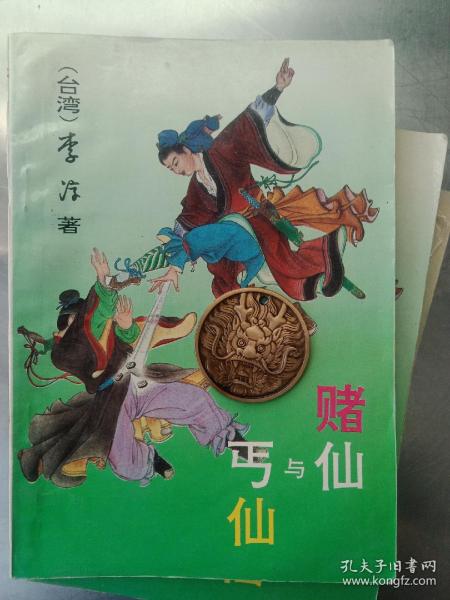 （台湾）李凉著
赌仙
与
丐仙
孔夫子旧书网
www.kongfz.com